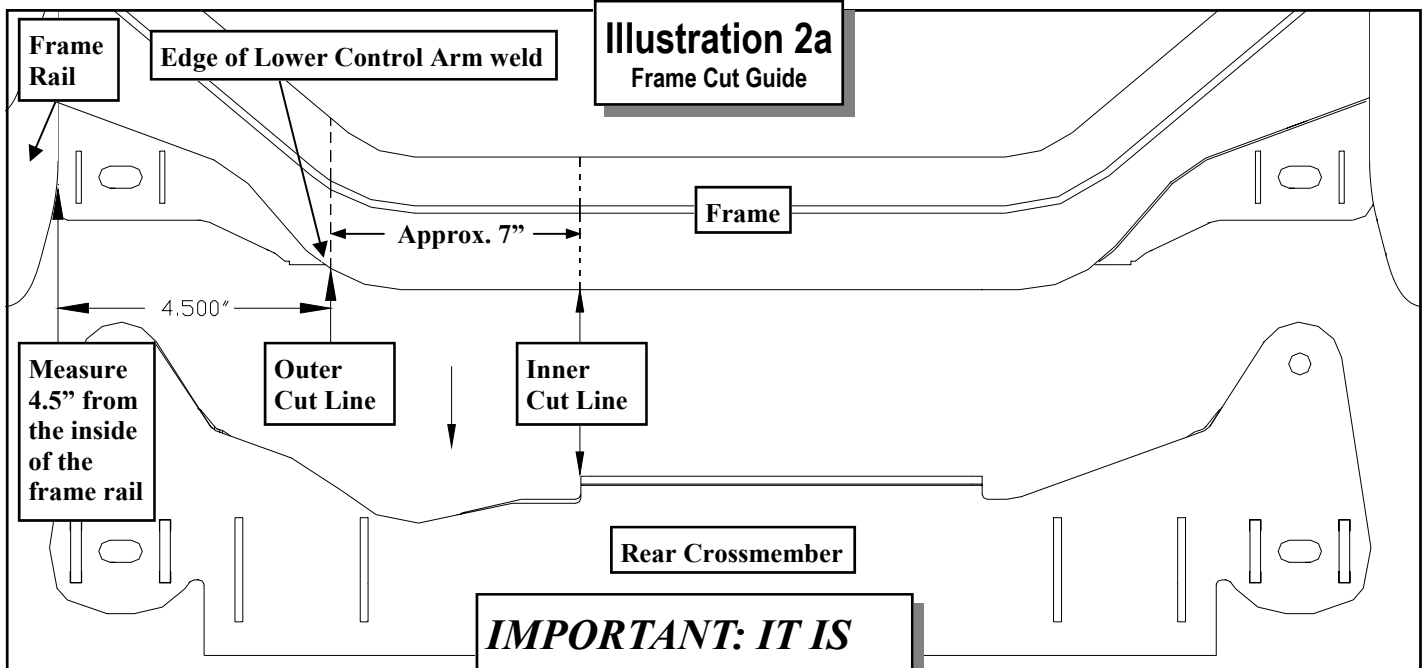 Illustration 2a
Frame Cut Guide
Frame
Rail
Edge of Lower Control Arm weld
Frame
Approx. 7”
4.500"
Measure
4.5” from
the inside
of the
frame rail
Outer
Cut Line
Inner
Cut Line
Rear Crossmember
IMPORTANT: IT IS